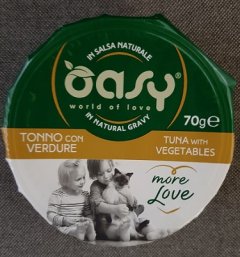 IN SALSA NATURALE
oasy®
world of love
IN NATURAL GRAVY
70g℮
TONNO CON
VERDURE
TUNA WITH
VEGETABLES
more
Love